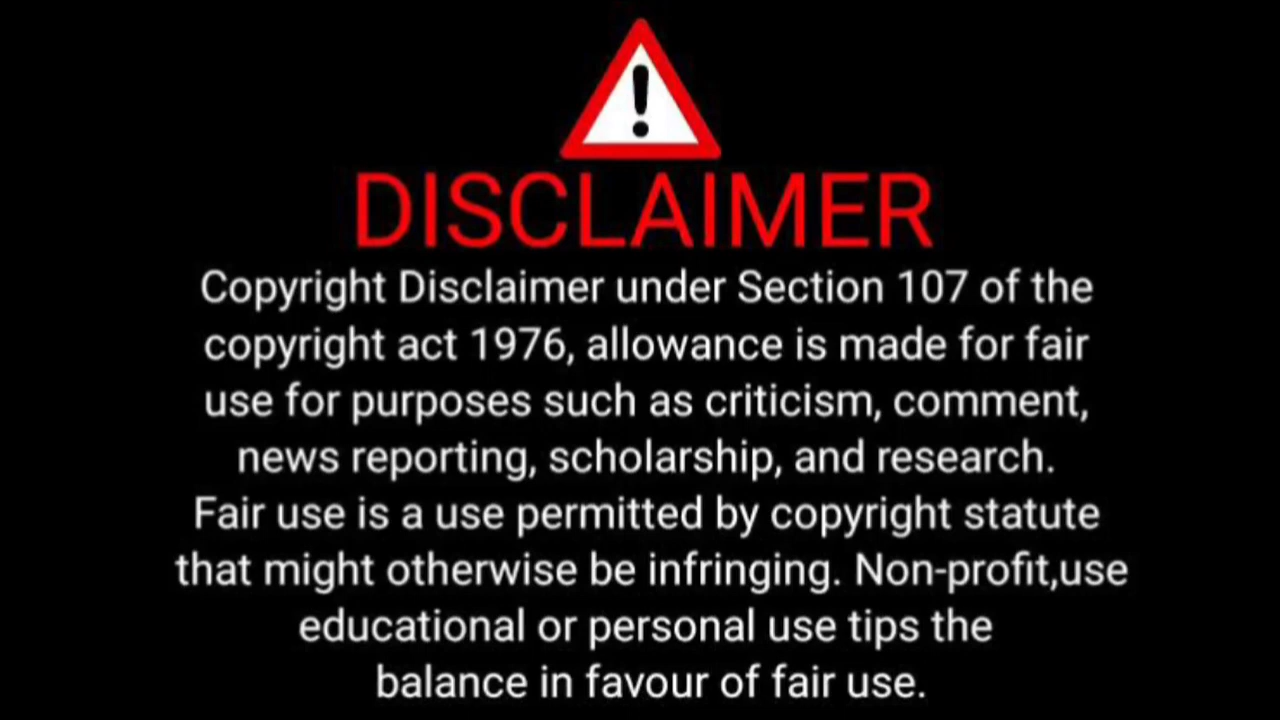 DISCLAIMER
Copyright Disclaimer under Section 107 of the
copyright act 1976, allowance is made for fair
use for purposes such as criticism, comment,
news reporting, scholarship, and research.
Fair use is a use permitted by copyright statute
that might otherwise be infringing. Non-profit,use
educational or personal use tips the
balance in favour of fair use.